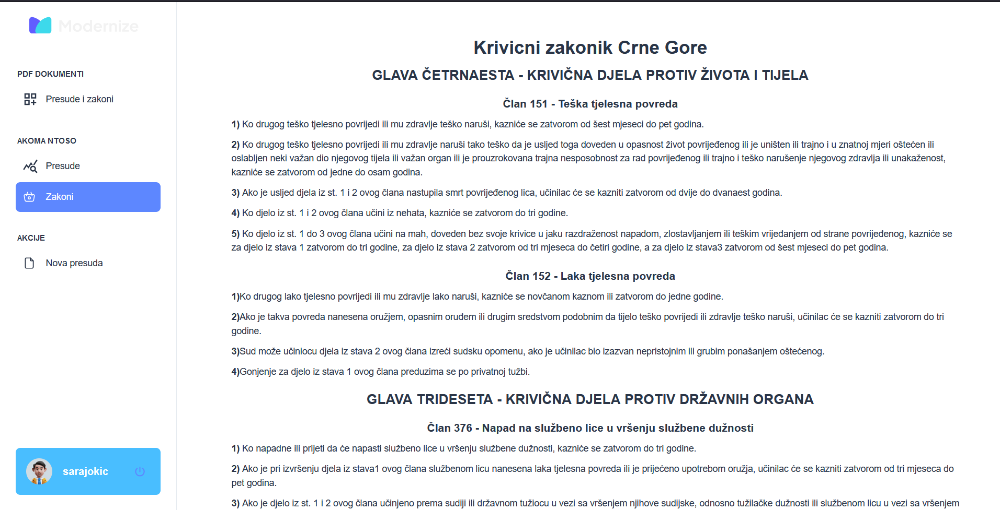 Modernize
PDF DOKUMENTI
Presude i zakoni
AKOMA NTOSO
Presude
Zakoni
AKCIJE
Nova presuda
sarajokic
Krivicni zakonik Crne Gore
GLAVA ČETRNAESTA - KRIVIČNA DJELA PROTIV ŽIVOTA I TIJELA
Član 151 - Teška tjelesna povreda
1) Ko drugog teško tjelesno povrijedi ili mu zdravlje teško naruši, kazniće se zatvorom od šest mjeseci do pet godina.
2) Ko drugog teško tjelesno povrijedi ili mu zdravlje naruši tako teško da je usljed toga doveden u opasnost život povrijeđenog ili je uništen ili trajno i u znatnoj mjeri oštećen ili
oslabljen neki važan dio njegovog tijela ili važan organ ili je prouzrokovana trajna nesposobnost za rad povrijeđenog ili trajno i teško narušenje njegovog zdravlja ili unakaženost,
kazniće se zatvorom od jedne do osam godina.
3) Ako je usljed djela iz st. 1 i 2 ovog člana nastupila smrt povrijeđenog lica, učinilac će se kazniti zatvorom od dvije do dvanaest godina.
4) Ko djelo iz st. 1 i 2 ovog člana učini iz nehata, kazniće se zatvorom do tri godine.
5) Ko djelo iz st. 1 do 3 ovog člana učini na mah, doveden bez svoje krivice u jaku razdraženost napadom, zlostavljanjem ili teškim vrijeđanjem od strane povrijeđenog, kazniće se
za djelo iz stava 1 zatvorom do tri godine, za djelo iz stava 2 zatvorom od tri mjeseca do četiri godine, a za djelo iz stava3 zatvorom od šest mjeseci do pet godina.
Član 152 - Laka tjelesna povreda
1)Ko drugog lako tjelesno povrijedi ili mu zdravlje lako naruši, kazniće se novčanom kaznom ili zatvorom do jedne godine.
2)Ako je takva povreda nanesena oružjem, opasnim oruđem ili drugim sredstvom podobnim da tijelo teško povrijedi ili zdravlje teško naruši, učinilac će se kazniti zatvorom do tri
godine.
3)Sud može učiniocu djela iz stava 2 ovog člana izreći sudsku opomenu, ako je učinilac bio izazvan nepristojnim ili grubim ponašanjem oštećenog.
4)Gonjenje za djelo iz stava 1 ovog člana preduzima se po privatnoj tužbi.
GLAVA TRIDESETA - KRIVIČNA DJELA PROTIV DRŽAVNIH ORGANA
Član 376 - Napad na službeno lice u vršenju službene dužnosti
1) Ko napadne ili prijeti da će napasti službeno lice u vršenju službene dužnosti, kazniće se zatvorom do tri godine.
2) Ako je pri izvršenju djela iz stava1 ovog člana službenom licu nanesena laka tjelesna povreda ili je prijećeno upotrebom oružja, učinilac će se kazniti zatvorom od tri mjeseca do
pet godina.
3) Ako je djelo iz st. 1 i 2 ovog člana učinjeno prema sudiji ili državnom tužiocu u vezi sa vršenjem njihove sudijske, odnosno tužilačke dužnosti ili službenom licu u vezi sa vršenjem